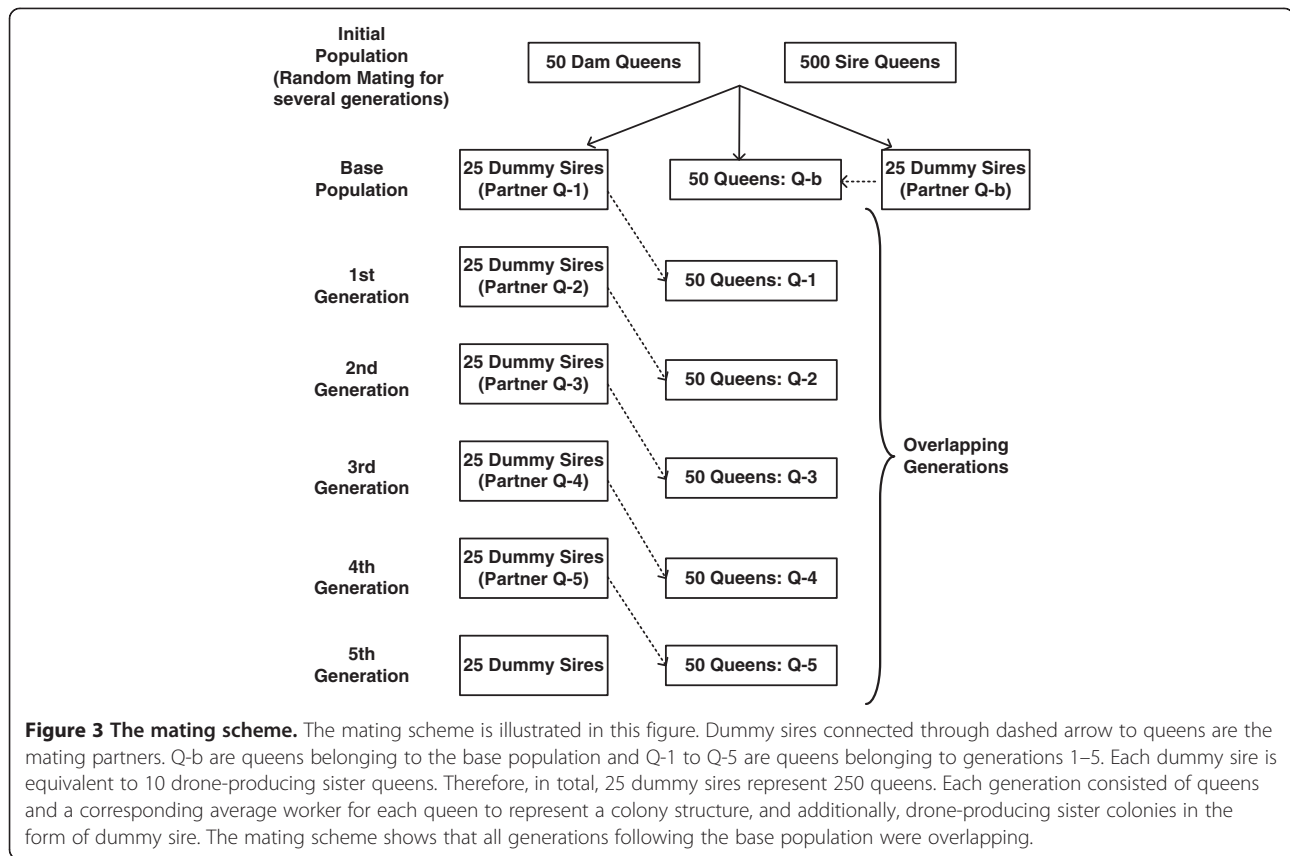 Initial
Population
(Random Mating for
several generations)
50 Dam Queens
500 Sire Queens
Base
Population
25 Dummy Sires
(Partner Q-1)
50 Queens: Q-b
25 Dummy Sires
(Partner Q-b)
1st
Generation
25 Dummy Sires
(Partner Q-2)
50 Queens: Q-1
2nd
Generation
25 Dummy Sires
(Partner Q-3)
50 Queens: Q-2
3rd
Generation
25 Dummy Sires
(Partner Q-4)
50 Queens: Q-3
4th
Generation
25 Dummy Sires
(Partner Q-5)
50 Queens: Q-4
5th
Generation
25 Dummy Sires
50 Queens: Q-5
Overlapping
Generations
Figure 3 The mating scheme. The mating scheme is illustrated in this figure. Dummy sires connected through dashed arrow to queens are the
mating partners. Q-b are queens belonging to the base population and Q-1 to Q-5 are queens belonging to generations 1–5. Each dummy sire is
equivalent to 10 drone-producing sister queens. Therefore, in total, 25 dummy sires represent 250 queens. Each generation consisted of queens
and a corresponding average worker for each queen to represent a colony structure, and additionally, drone-producing sister colonies in the
form of dummy sire. The mating scheme shows that all generations following the base population were overlapping.